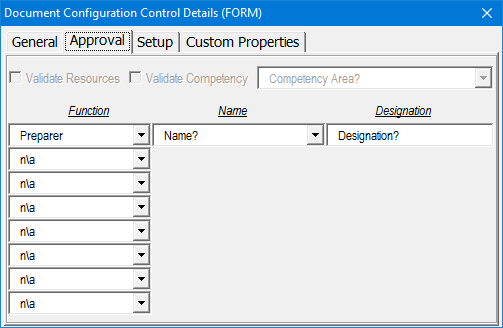 Document Configuration Control Details (FORM)
General Approval Setup Custom Properties
Validate Resources Validate Competency Competency Area?
Function Name Designation
Preparer Name? Designation?
n\a
n\a
n\a
n\a
n\a
n\a
n\a